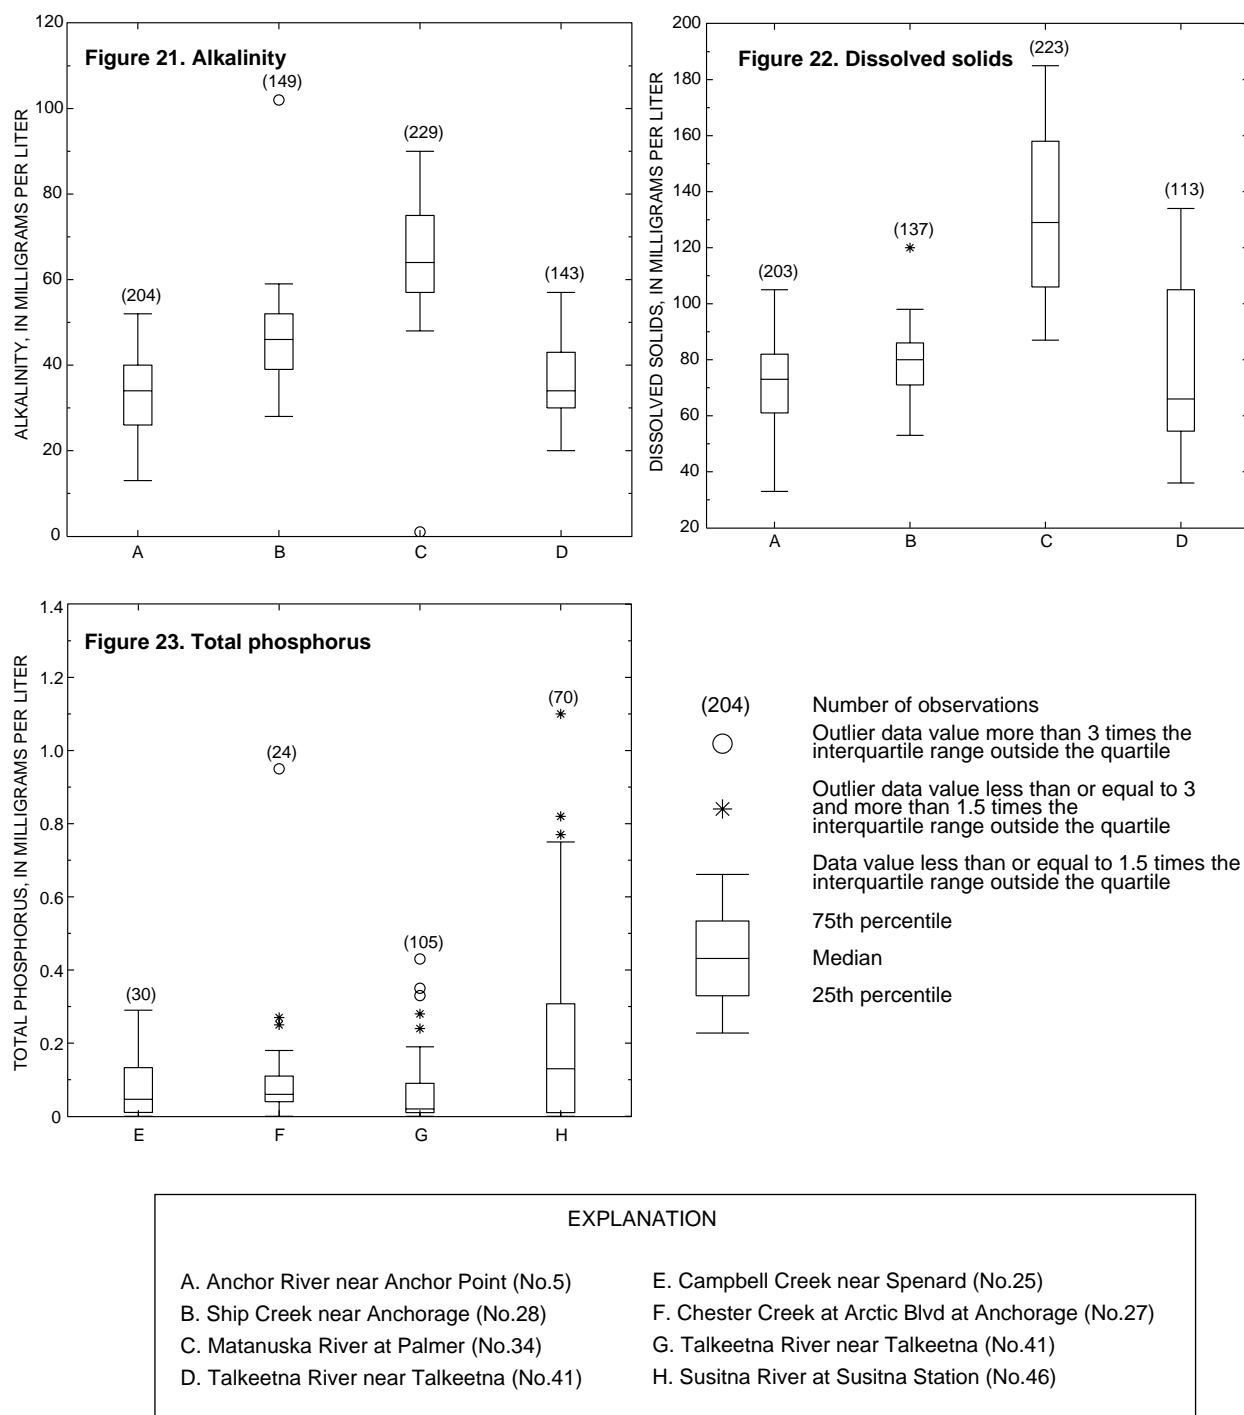 Figure 21. Alkalinity
ALKALINITY, IN MILLIGRAMS PER LITER
120
100
80
60
40
20
0
(204)
(149)
(229)
(143)
A
B
C
D
Figure 22. Dissolved solids
DISSOLVED SOLIDS, IN MILLIGRAMS PER LITER
200
180
160
140
120
100
80
60
40
20
(203)
(137)
(223)
(113)
A
B
C
D
Figure 23. Total phosphorus
TOTAL PHOSPHORUS, IN MILLIGRAMS PER LITER
1.4
1.2
1.0
0.8
0.6
0.4
0.2
0
(30)
(24)
(105)
(70)
E
F
G
H
(204) Number of observations
Outlier data value more than 3 times the
interquartile range outside the quartile
Outlier data value less than or equal to 3
and more than 1.5 times the
interquartile range outside the quartile
Data value less than or equal to 1.5 times the
interquartile range outside the quartile
75th percentile
Median
25th percentile
EXPLANATION
A. Anchor River near Anchor Point (No.5)
B. Ship Creek near Anchorage (No.28)
C. Matanuska River at Palmer (No.34)
D. Talkeetna River near Talkeetna (No.41)
E. Campbell Creek near Spenard (No.25)
F. Chester Creek at Arctic Blvd at Anchorage (No.27)
G. Talkeetna River near Talkeetna (No.41)
H. Susitna River at Susitna Station (No.46)